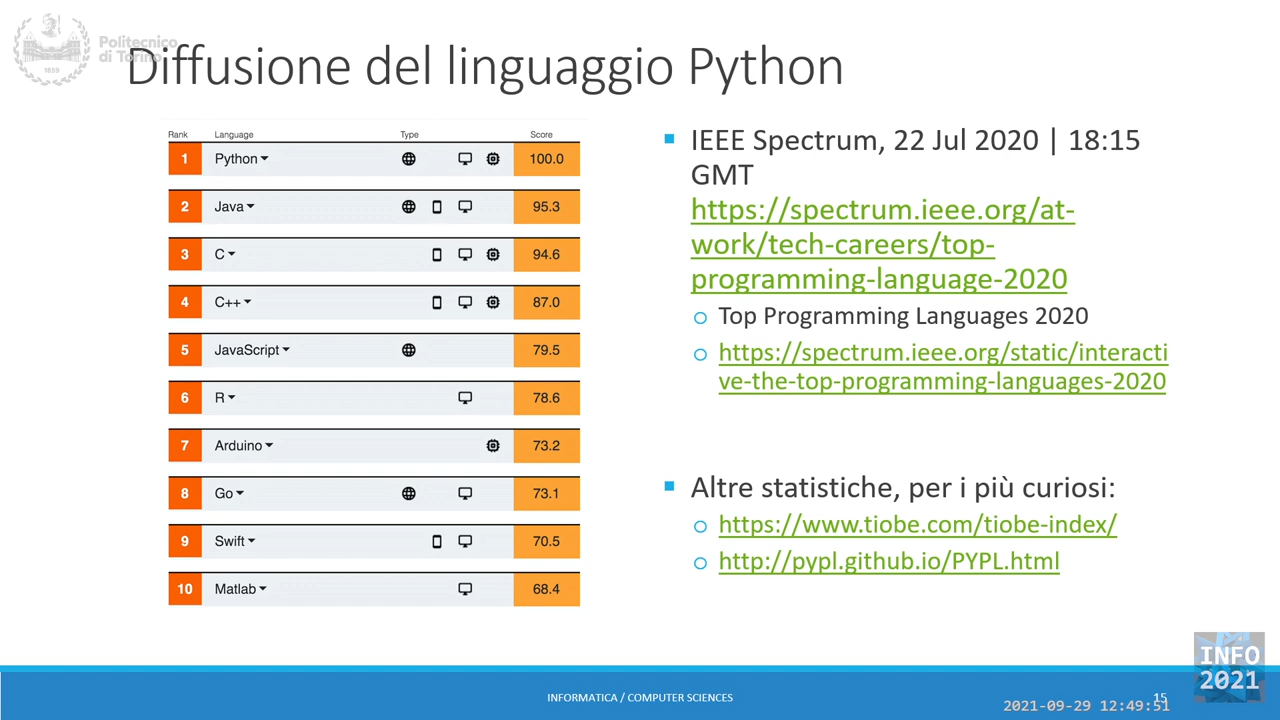 Politecnico
di Torino
1859
Diffusione del linguaggio Python
Rank Language Type Score
1 Python 100.0
2 Java 95.3
3 C 94.6
4 C++ 87.0
5 JavaScript 79.5
6 R 78.6
7 Arduino 73.2
8 Go 73.1
9 Swift 70.5
10 Matlab 68.4
IEEE Spectrum, 22 Jul 2020 | 18:15
GMT
https://spectrum.ieee.org/at-
work/tech-careers/top-
programming-language-2020
Top Programming Languages 2020
https://spectrum.ieee.org/static/interacti
ve-the-top-programming-languages-2020
Altre statistiche, per i più curiosi:
https://www.tiobe.com/tiobe-index/
http://pypl.github.io/PYPL.html
INFORMATICA / COMPUTER SCIENCES
15
INFO
2021
2021-09-29 12:49:51